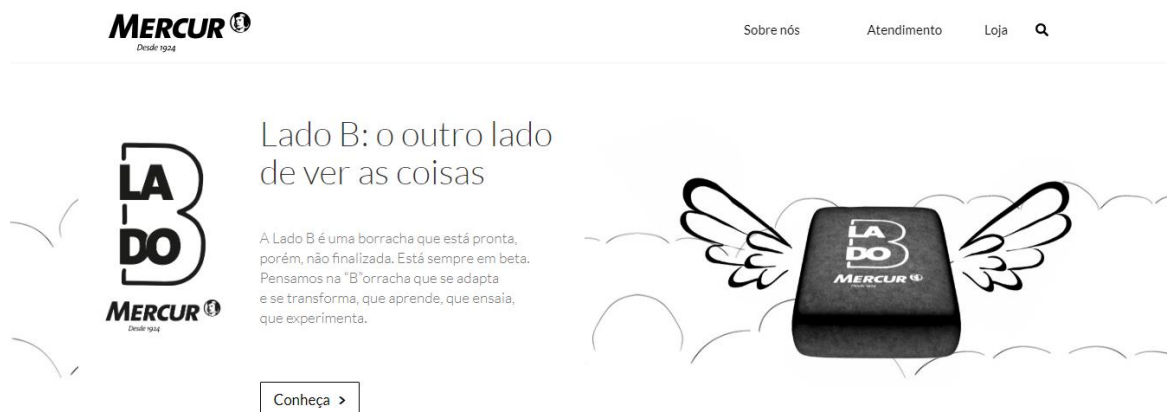 MERCUR
Desde 1924
Sobre nós
Atendimento
Loja
LA
DO
B
MERCUR
Desde 1924
Lado B: o outro lado
de ver as coisas
A Lado B é uma borracha que está pronta,
porém, não finalizada. Está sempre em beta.
Pensamos na "B"orracha que se adapta
e se transforma, que aprende, que ensaia,
que experimenta.
Conheça >
LA
DO
B
MERCUR
Desde 1924